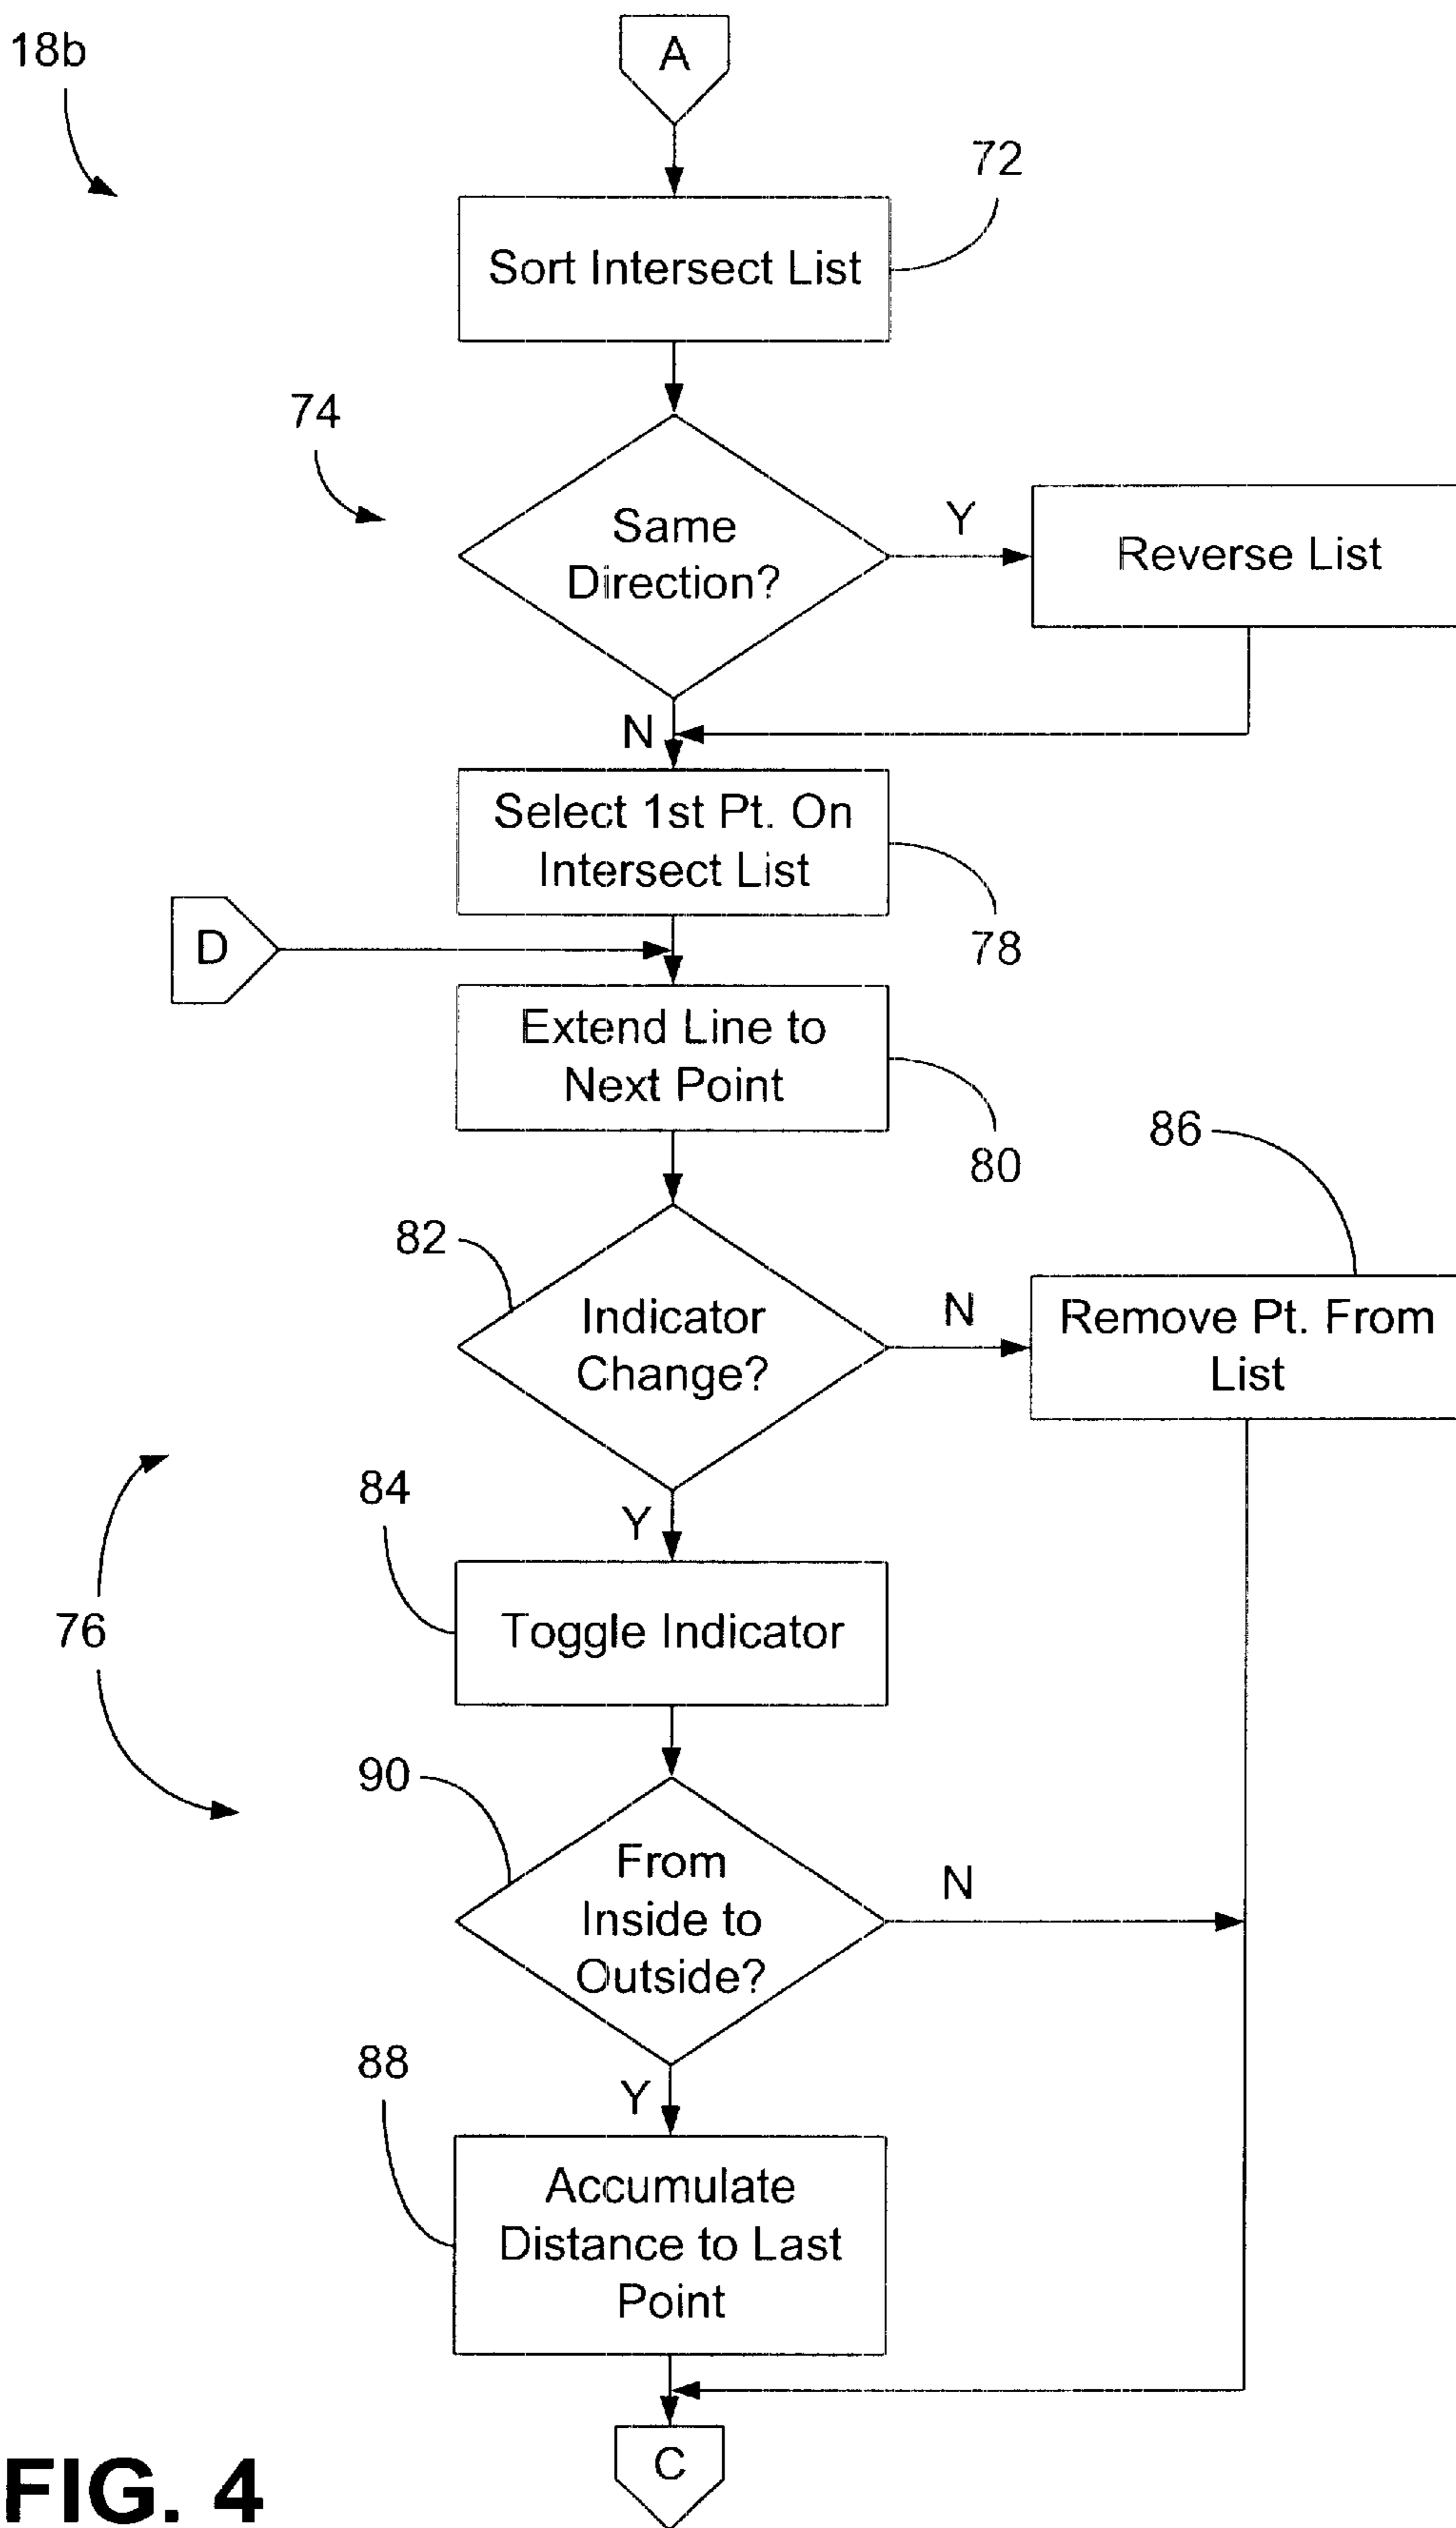 18b
A
72
Sort Intersect List
74
Same
Direction?
Y
Reverse List
N
Select 1st Pt. On
Intersect List
78
D
Extend Line to
Next Point
80
86
82
Indicator
Change?
N
Remove Pt. From
List
Y
84
Toggle Indicator
76
90
From
Inside to
Outside?
N
Y
88
Accumulate
Distance to Last
Point
C
FIG. 4